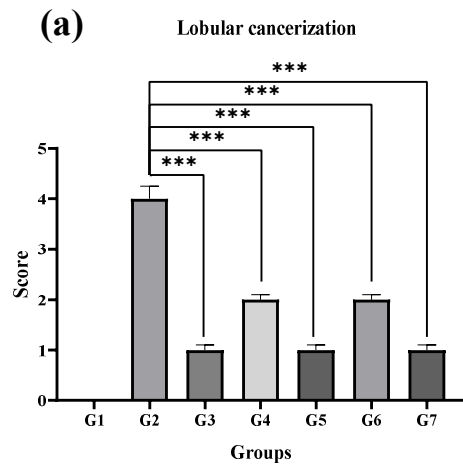 (a)
Lobular cancerization
***
***
***
***
***
5
4
3
2
1
0
Score
G1 G2 G3 G4 G5 G6 G7
Groups